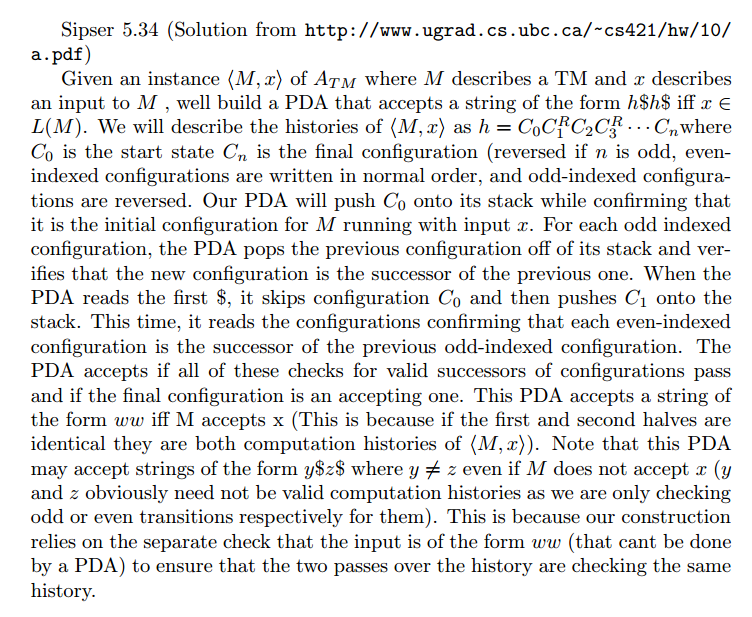 Sipser 5.34 (Solution from http://www.ugrad.cs.ubc.ca/~cs421/hw/10/
a.pdf)
Given an instance ⟨M, x⟩ of A_{TM} where M describes a TM and x describes
an input to M , well build a PDA that accepts a string of the form h$h$ iff x ∈
L(M). We will describe the histories of ⟨M, x⟩ as h = C_0C_1^RC_2C_3^R ⋯ C_nwhere
C_0 is the start state C_n is the final configuration (reversed if n is odd, even-
indexed configurations are written in normal order, and odd-indexed configura-
tions are reversed. Our PDA will push C_0 onto its stack while confirming that
it is the initial configuration for M running with input x. For each odd indexed
configuration, the PDA pops the previous configuration off of its stack and ver-
ifies that the new configuration is the successor of the previous one. When the
PDA reads the first $, it skips configuration C_0 and then pushes C_1 onto the
stack. This time, it reads the configurations confirming that each even-indexed
configuration is the successor of the previous odd-indexed configuration. The
PDA accepts if all of these checks for valid successors of configurations pass
and if the final configuration is an accepting one. This PDA accepts a string of
the form ww iff M accepts x (This is because if the first and second halves are
identical they are both computation histories of ⟨M, x⟩). Note that this PDA
may accept strings of the form y$z$ where y ≠ z even if M does not accept x (y
and z obviously need not be valid computation histories as we are only checking
odd or even transitions respectively for them). This is because our construction
relies on the separate check that the input is of the form ww (that cant be done
by a PDA) to ensure that the two passes over the history are checking the same
history.